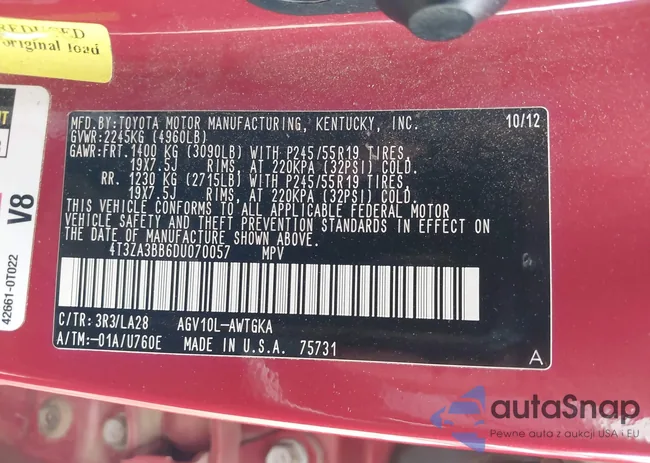 REDUCED
original load
MFD.BY:TOYOTA MOTOR MANUFACTURING, KENTUCKY, INC. 10/12
GVWR:2245KG (4960LB)
GAWR:FRT.1400 KG (3090LB) WITH P245/55R19 TIRES,
19X7.5J RIMS, AT 220KPA (32PSI) COLD.
RR. 1230 KG (2715LB) WITH P245/55R19 TIRES,
19X7.5J RIMS, AT 220KPA (32PSI) COLD.
THIS VEHICLE CONFORMS TO ALL APPLICABLE FEDERAL MOTOR
VEHICLE SAFETY AND THEFT PREVENTION STANDARDS IN EFFECT ON
THE DATE OF MANUFACTURE SHOWN ABOVE.
4T3ZA3BB6DU070057 MPV
C/TR: 3R3/LA28 AGV10L-AWTGKA
A/TM:-01A/U760E MADE IN U.S.A. 75731
A
V8
42661-0T022
autaSnap
Pewne auta z aukcji USA i EU